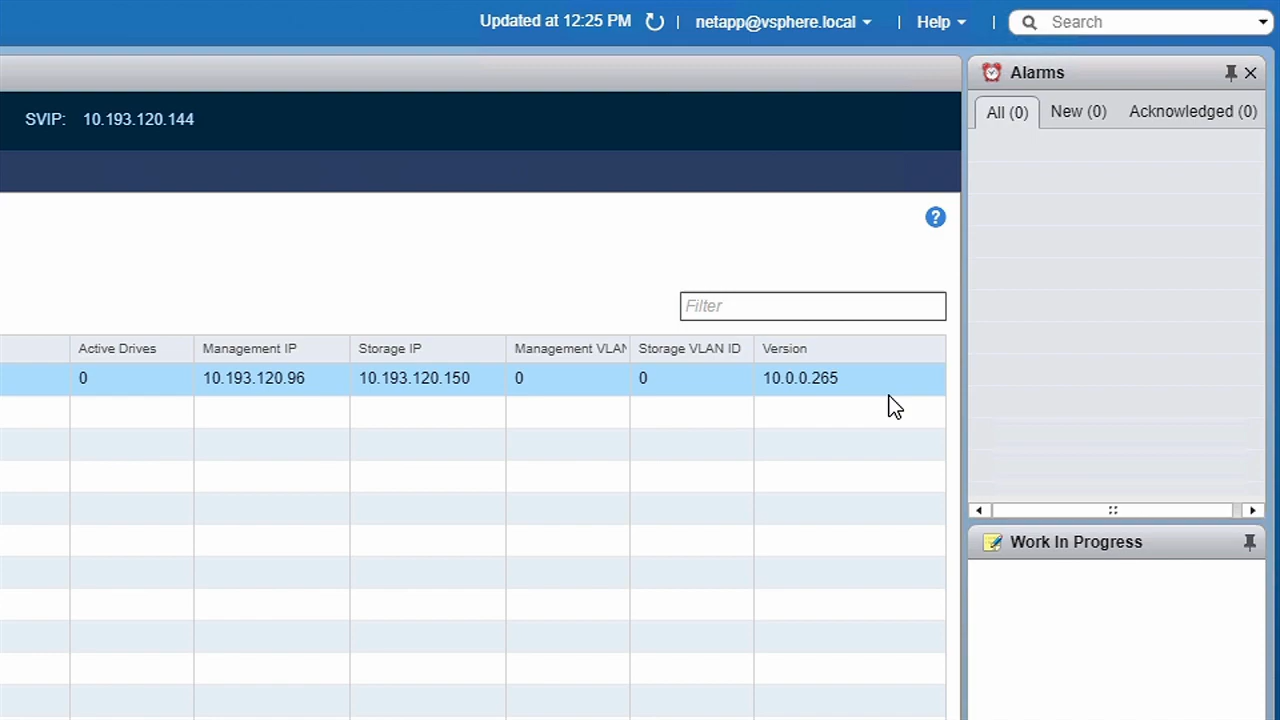 Updated at 12:25 PM | netapp@vsphere.local | Help | Search
Alarms
All (0) New (0) Acknowledged (0)
SVIP: 10.193.120.144
?
Filter
Active Drives Management IP Storage IP Management VLAN Storage VLAN ID Version
0 10.193.120.96 10.193.120.150 0 0 10.0.0.265
Work In Progress